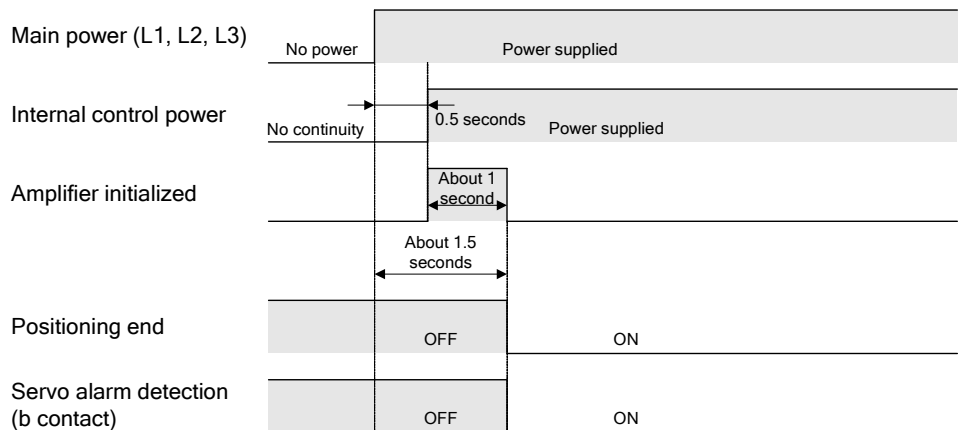 Main power (L1, L2, L3)
No power
Power supplied
Internal control power
No continuity
0.5 seconds
Power supplied
Amplifier initialized
About 1
second
About 1.5
seconds
Positioning end
OFF
ON
Servo alarm detection
(b contact)
OFF
ON